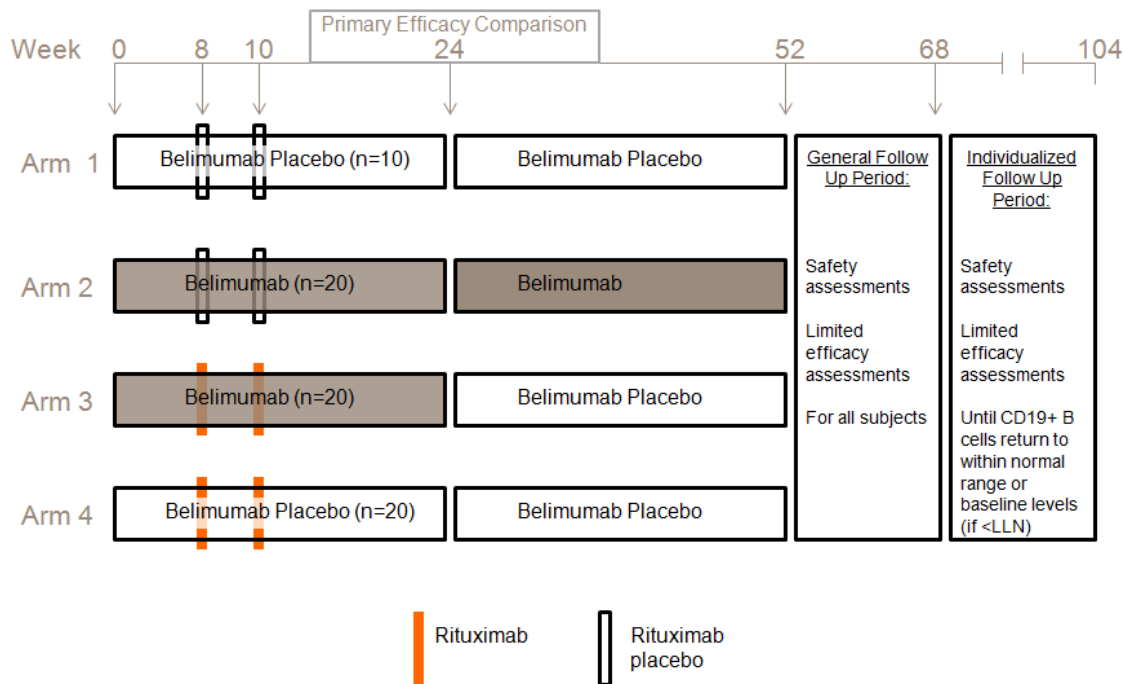 Primary Efficacy Comparison
Week 0 8 10 24 52 68 104
Arm 1
Belimumab Placebo (n=10)
Belimumab Placebo
Arm 2
Belimumab (n=20)
Belimumab
Arm 3
Belimumab (n=20)
Belimumab Placebo
Arm 4
Belimumab Placebo (n=20)
Belimumab Placebo
General Follow
Up Period:
Safety
assessments
Limited
efficacy
assessments
For all subjects
Individualized
Follow Up
Period:
Safety
assessments
Limited
efficacy
assessments
Until CD19+ B
cells return to
within normal
range or
baseline levels
(if <LLN)
Rituximab
Rituximab
placebo